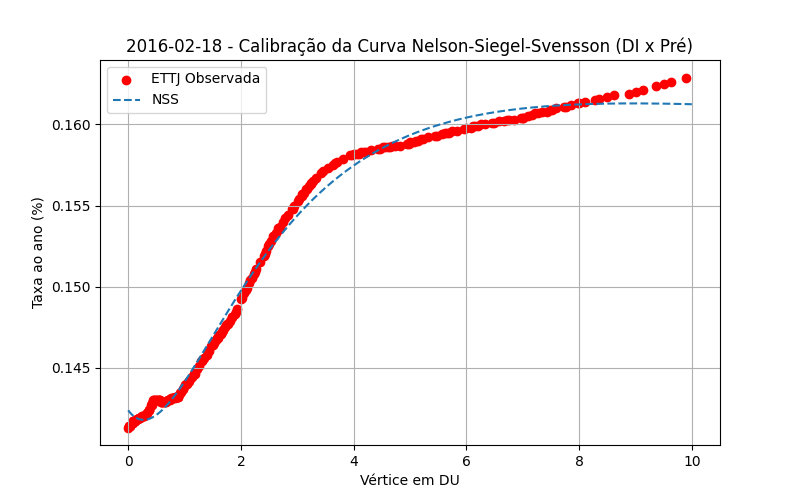 2016-02-18 - Calibração da Curva Nelson-Siegel-Svensson (DI x Pré)
ETTJ Observada
NSS
Taxa ao ano (%)
0.160
0.155
0.150
0.145
0 2 4 6 8 10
Vértice em DU